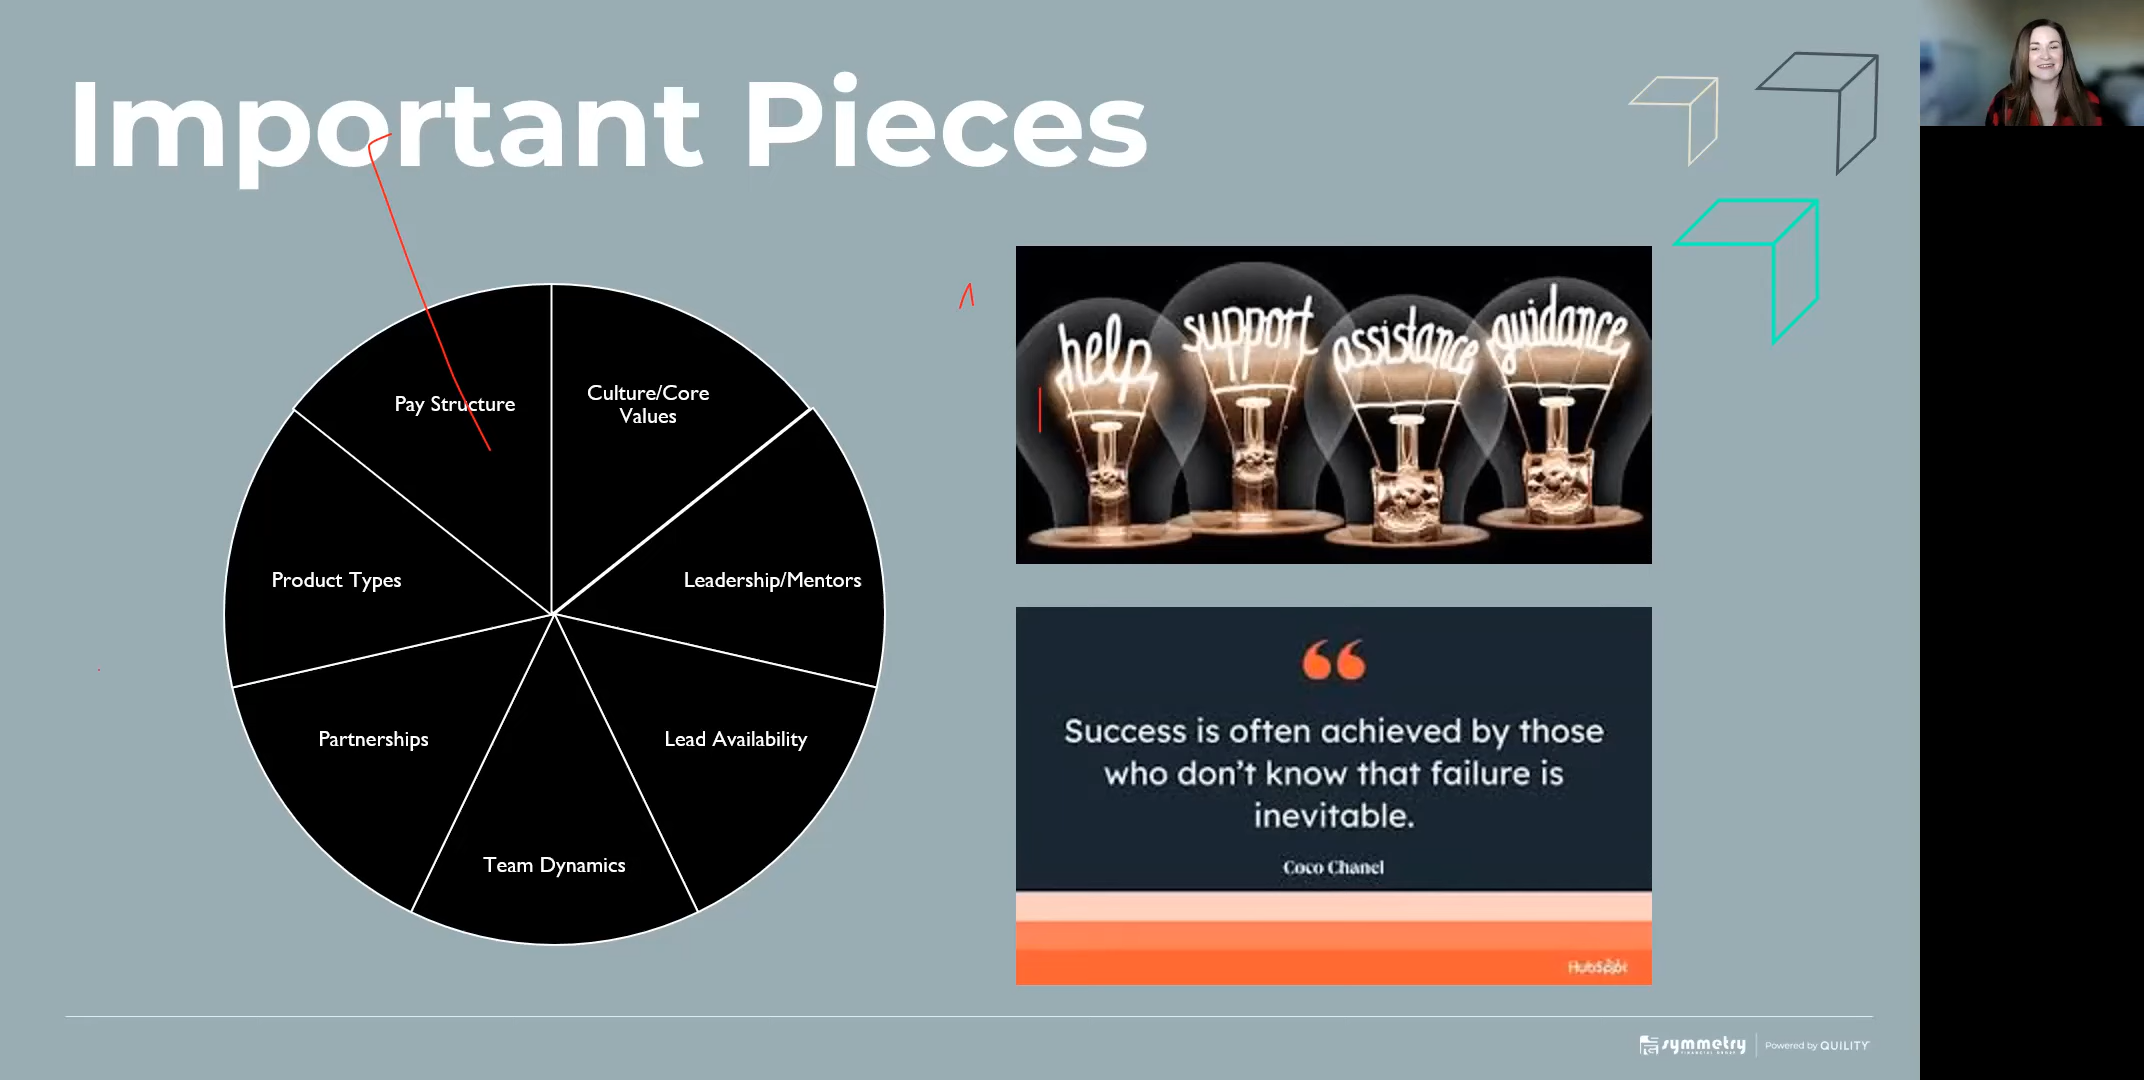 Important Pieces
Pay Structure
Culture/Core
Values
Product Types
Leadership/Mentors
Partnerships
Lead Availability
Team Dynamics
help
support
assistance
guidance
“
Success is often achieved by those
who don’t know that failure is
inevitable.
Coco Chanel
HubSpot
symmetry
FINANCIAL GROUP
Powered by QUILITY